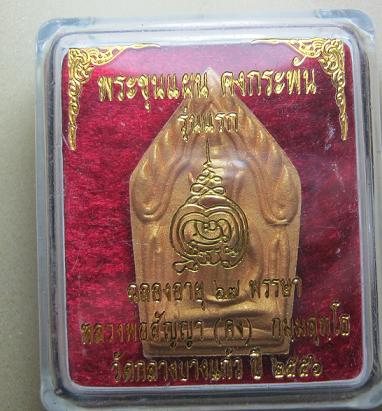 พระขุนแผน คงกระพัน
รุ่นแรก
ฉลองอายุ ๖๗ พรรษา
หลวงพ่อสัญญา (คง)
วัดกลางบางแก้ว ปี ๒๕๕๖